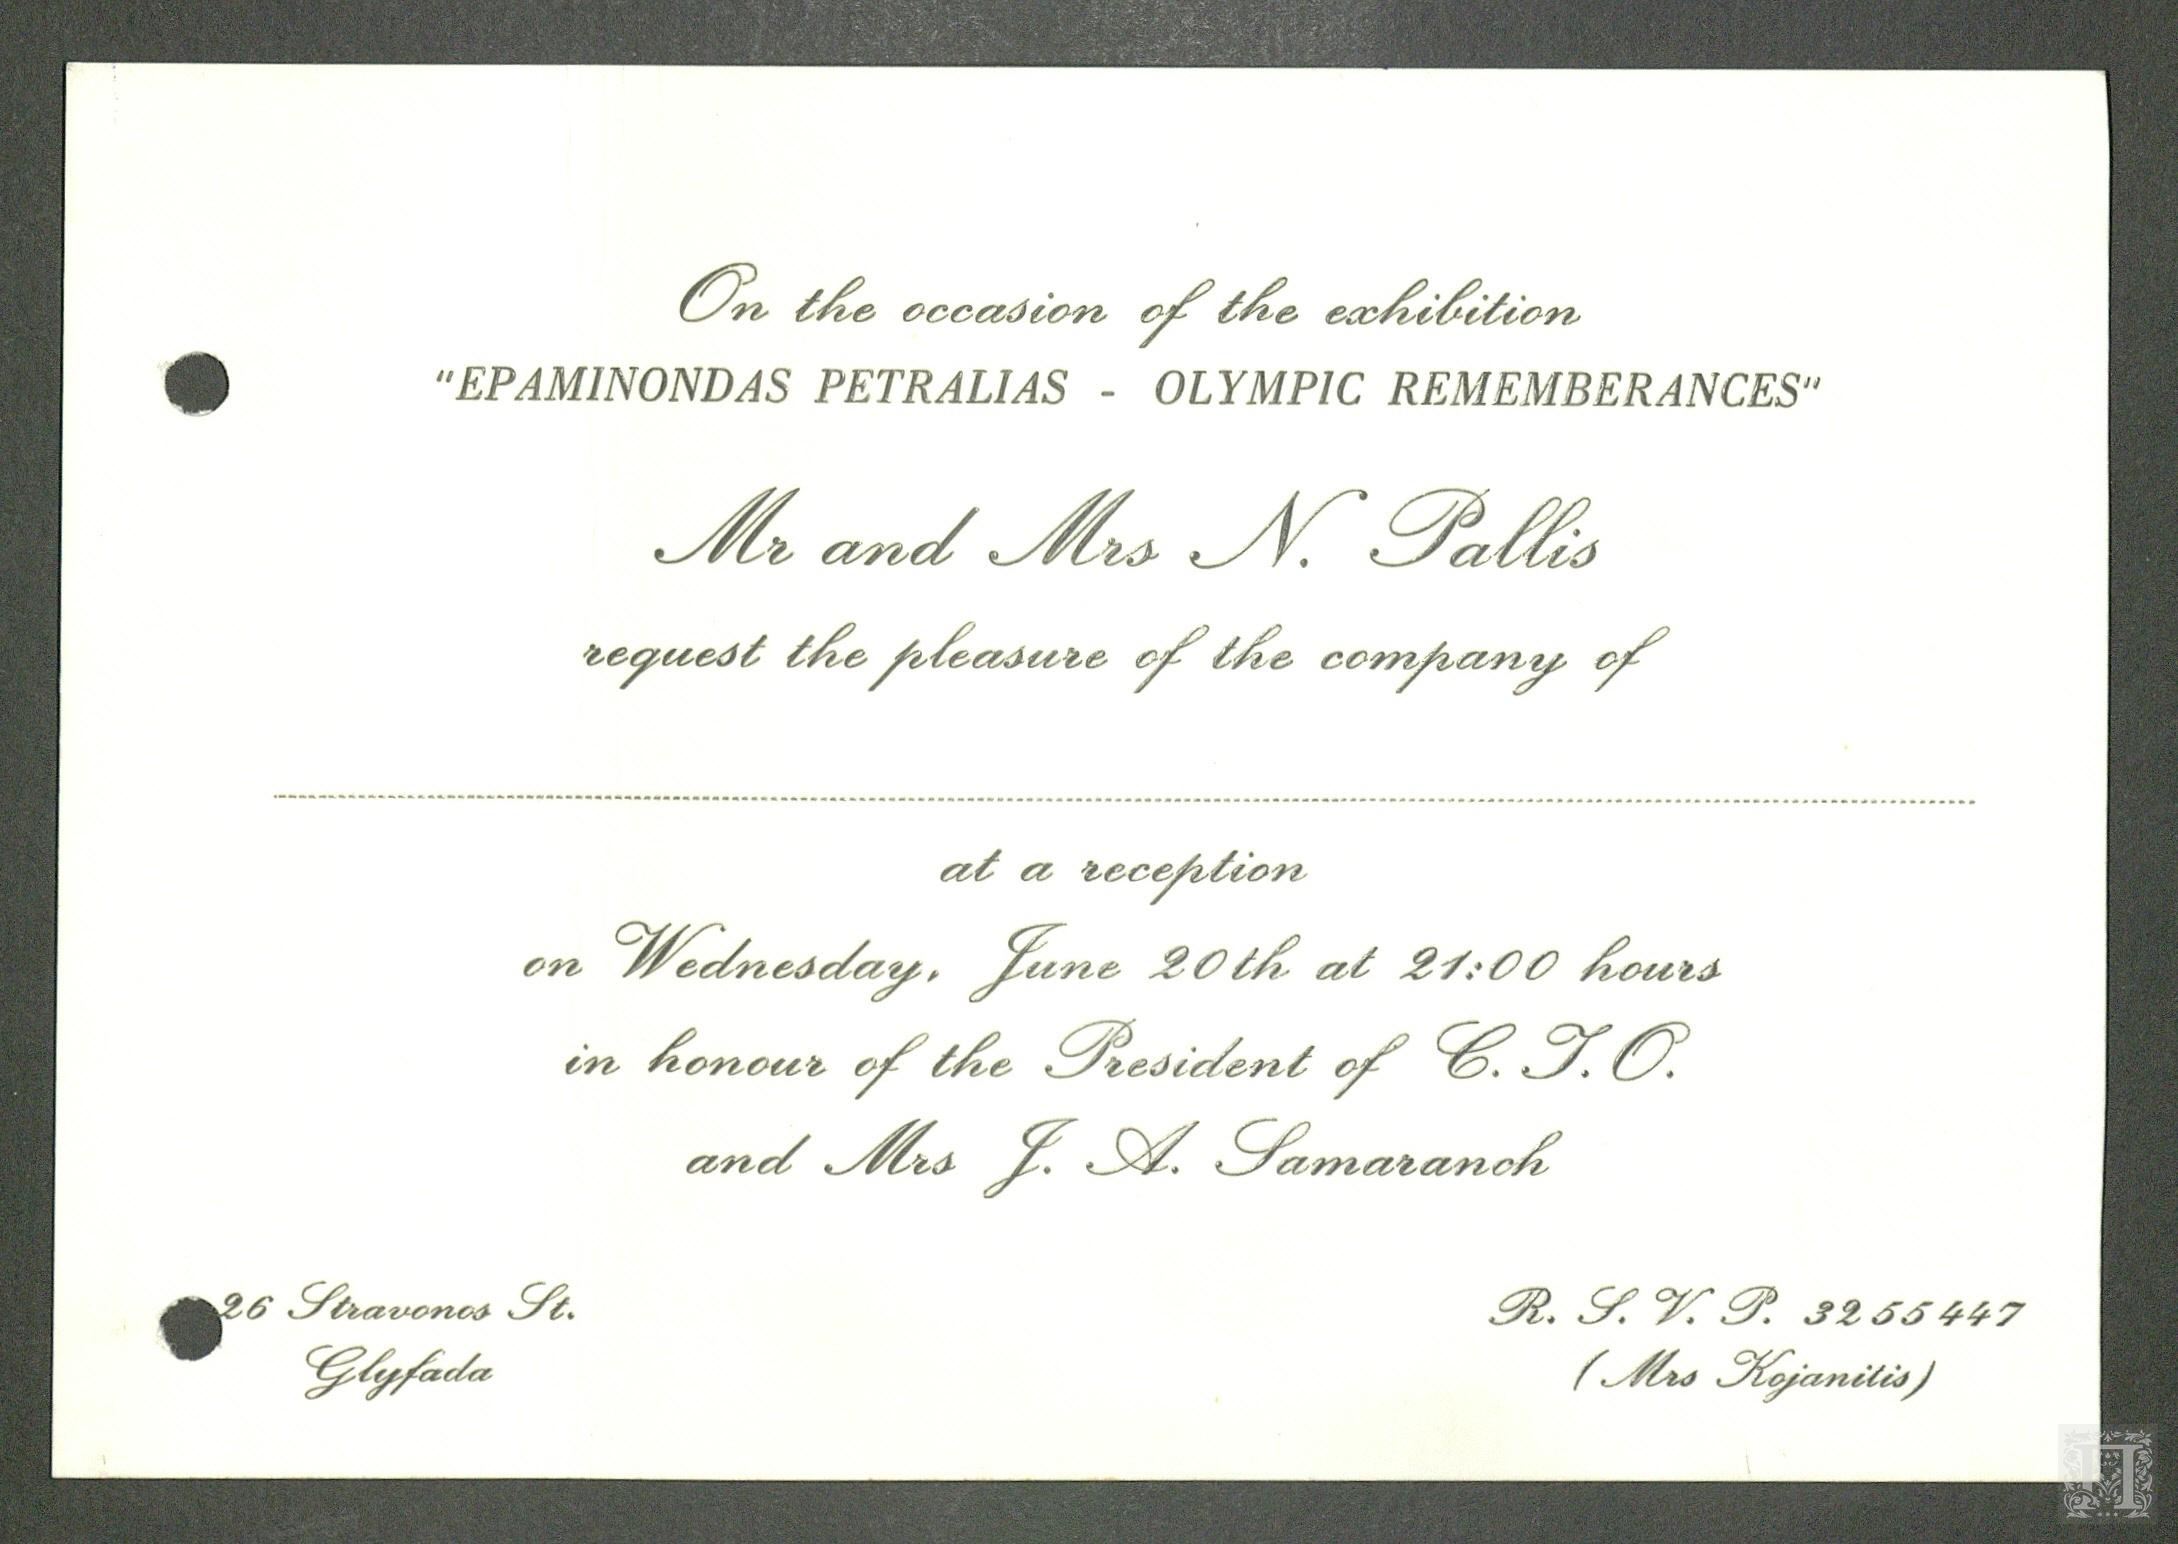 On the occasion of the exhibition
"EPAMINONDAS PETRALIAS - OLYMPIC REMEMBERANCES"
Mr and Mrs N. Pallis
request the pleasure of the company of
at a reception
on Wednesday, June 20th at 21:00 hours
in honour of the President of C.I.O.
and Mrs J. A. Samaranch
26 Stravonos St.
Glyfada
R. S. V. P. 3255447
(Mrs Kojanitis)